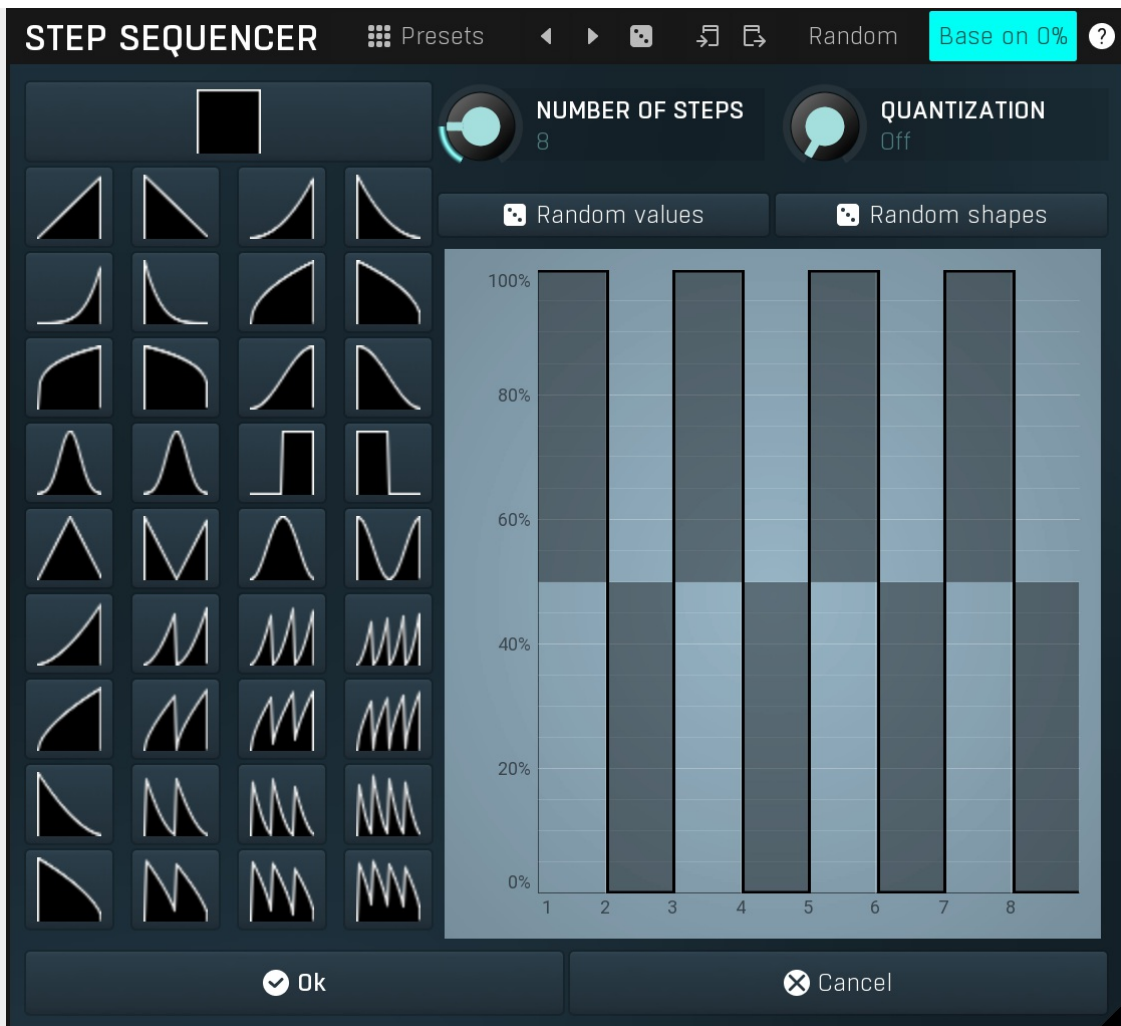 STEP SEQUENCER Presets Random Base on 0% ?
NUMBER OF STEPS
8
QUANTIZATION
Off
Random values Random shapes
100%
80%
60%
40%
20%
0%
1 2 3 4 5 6 7 8
Ok Cancel